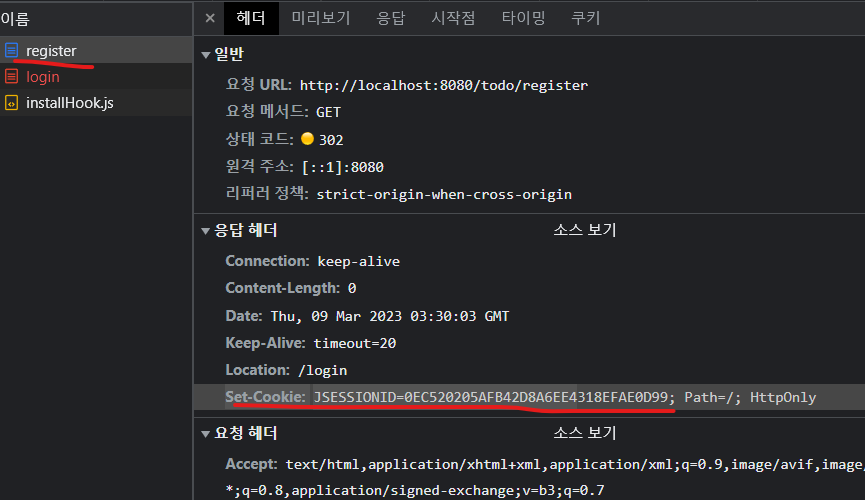 이름
register
login
installHook.js
× 헤더 미리보기 응답 시작점 타이밍 쿠키
▼일반
요청 URL: http://localhost:8080/todo/register
요청 메서드: GET
상태 코드: 302
원격 주소: [::1]:8080
리퍼러 정책: strict-origin-when-cross-origin
▼응답 헤더 소스 보기
Connection: keep-alive
Content-Length: 0
Date: Thu, 09 Mar 2023 03:30:03 GMT
Keep-Alive: timeout=20
Location: /login
Set-Cookie: JSESSIONID=0EC520205AFB42D8A6EE4318EFAE0D99; Path=/; HttpOnly
▼요청 헤더 소스 보기
Accept: text/html,application/xhtml+xml,application/xml;q=0.9,image/avif,image,
*;q=0.8,application/signed-exchange;v=b3;q=0.7